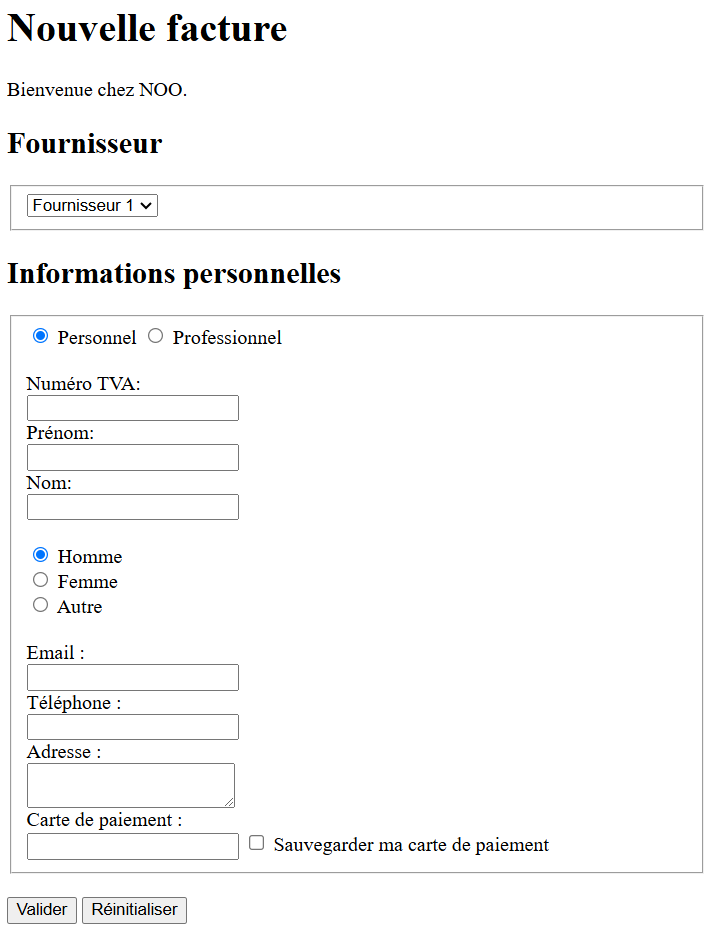 Nouvelle facture
Bienvenue chez NOO.
Fournisseur
Fournisseur 1
Informations personnelles
Personnel Professionnel
Numéro TVA:
Prénom:
Nom:
Homme
Femme
Autre
Email :
Téléphone :
Adresse :
Carte de paiement :
Sauvegarder ma carte de paiement
Valider Réinitialiser